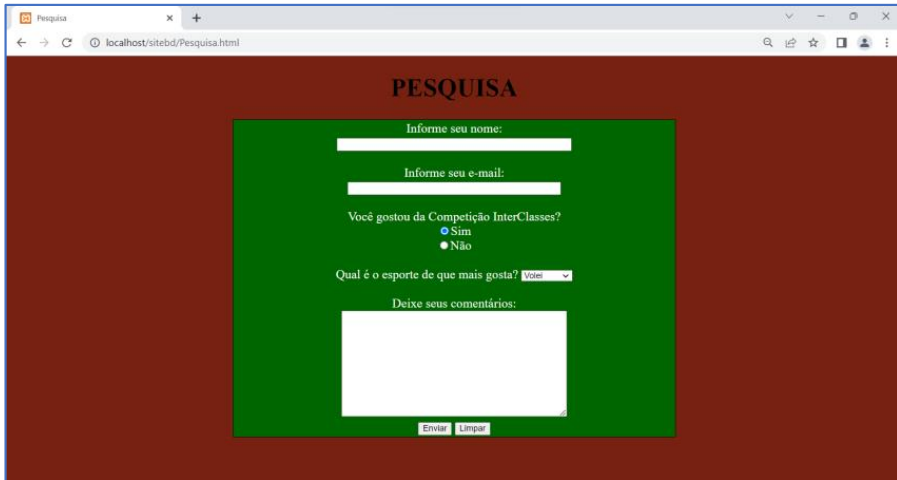 Pesquisa
localhost/sitebd/Pesquisa.html
PESQUISA
Informe seu nome:
Informe seu e-mail:
Você gostou da Competição InterClasses?
Sim
Não
Qual é o esporte de que mais gosta? Volei
Deixe seus comentários:
Enviar Limpar